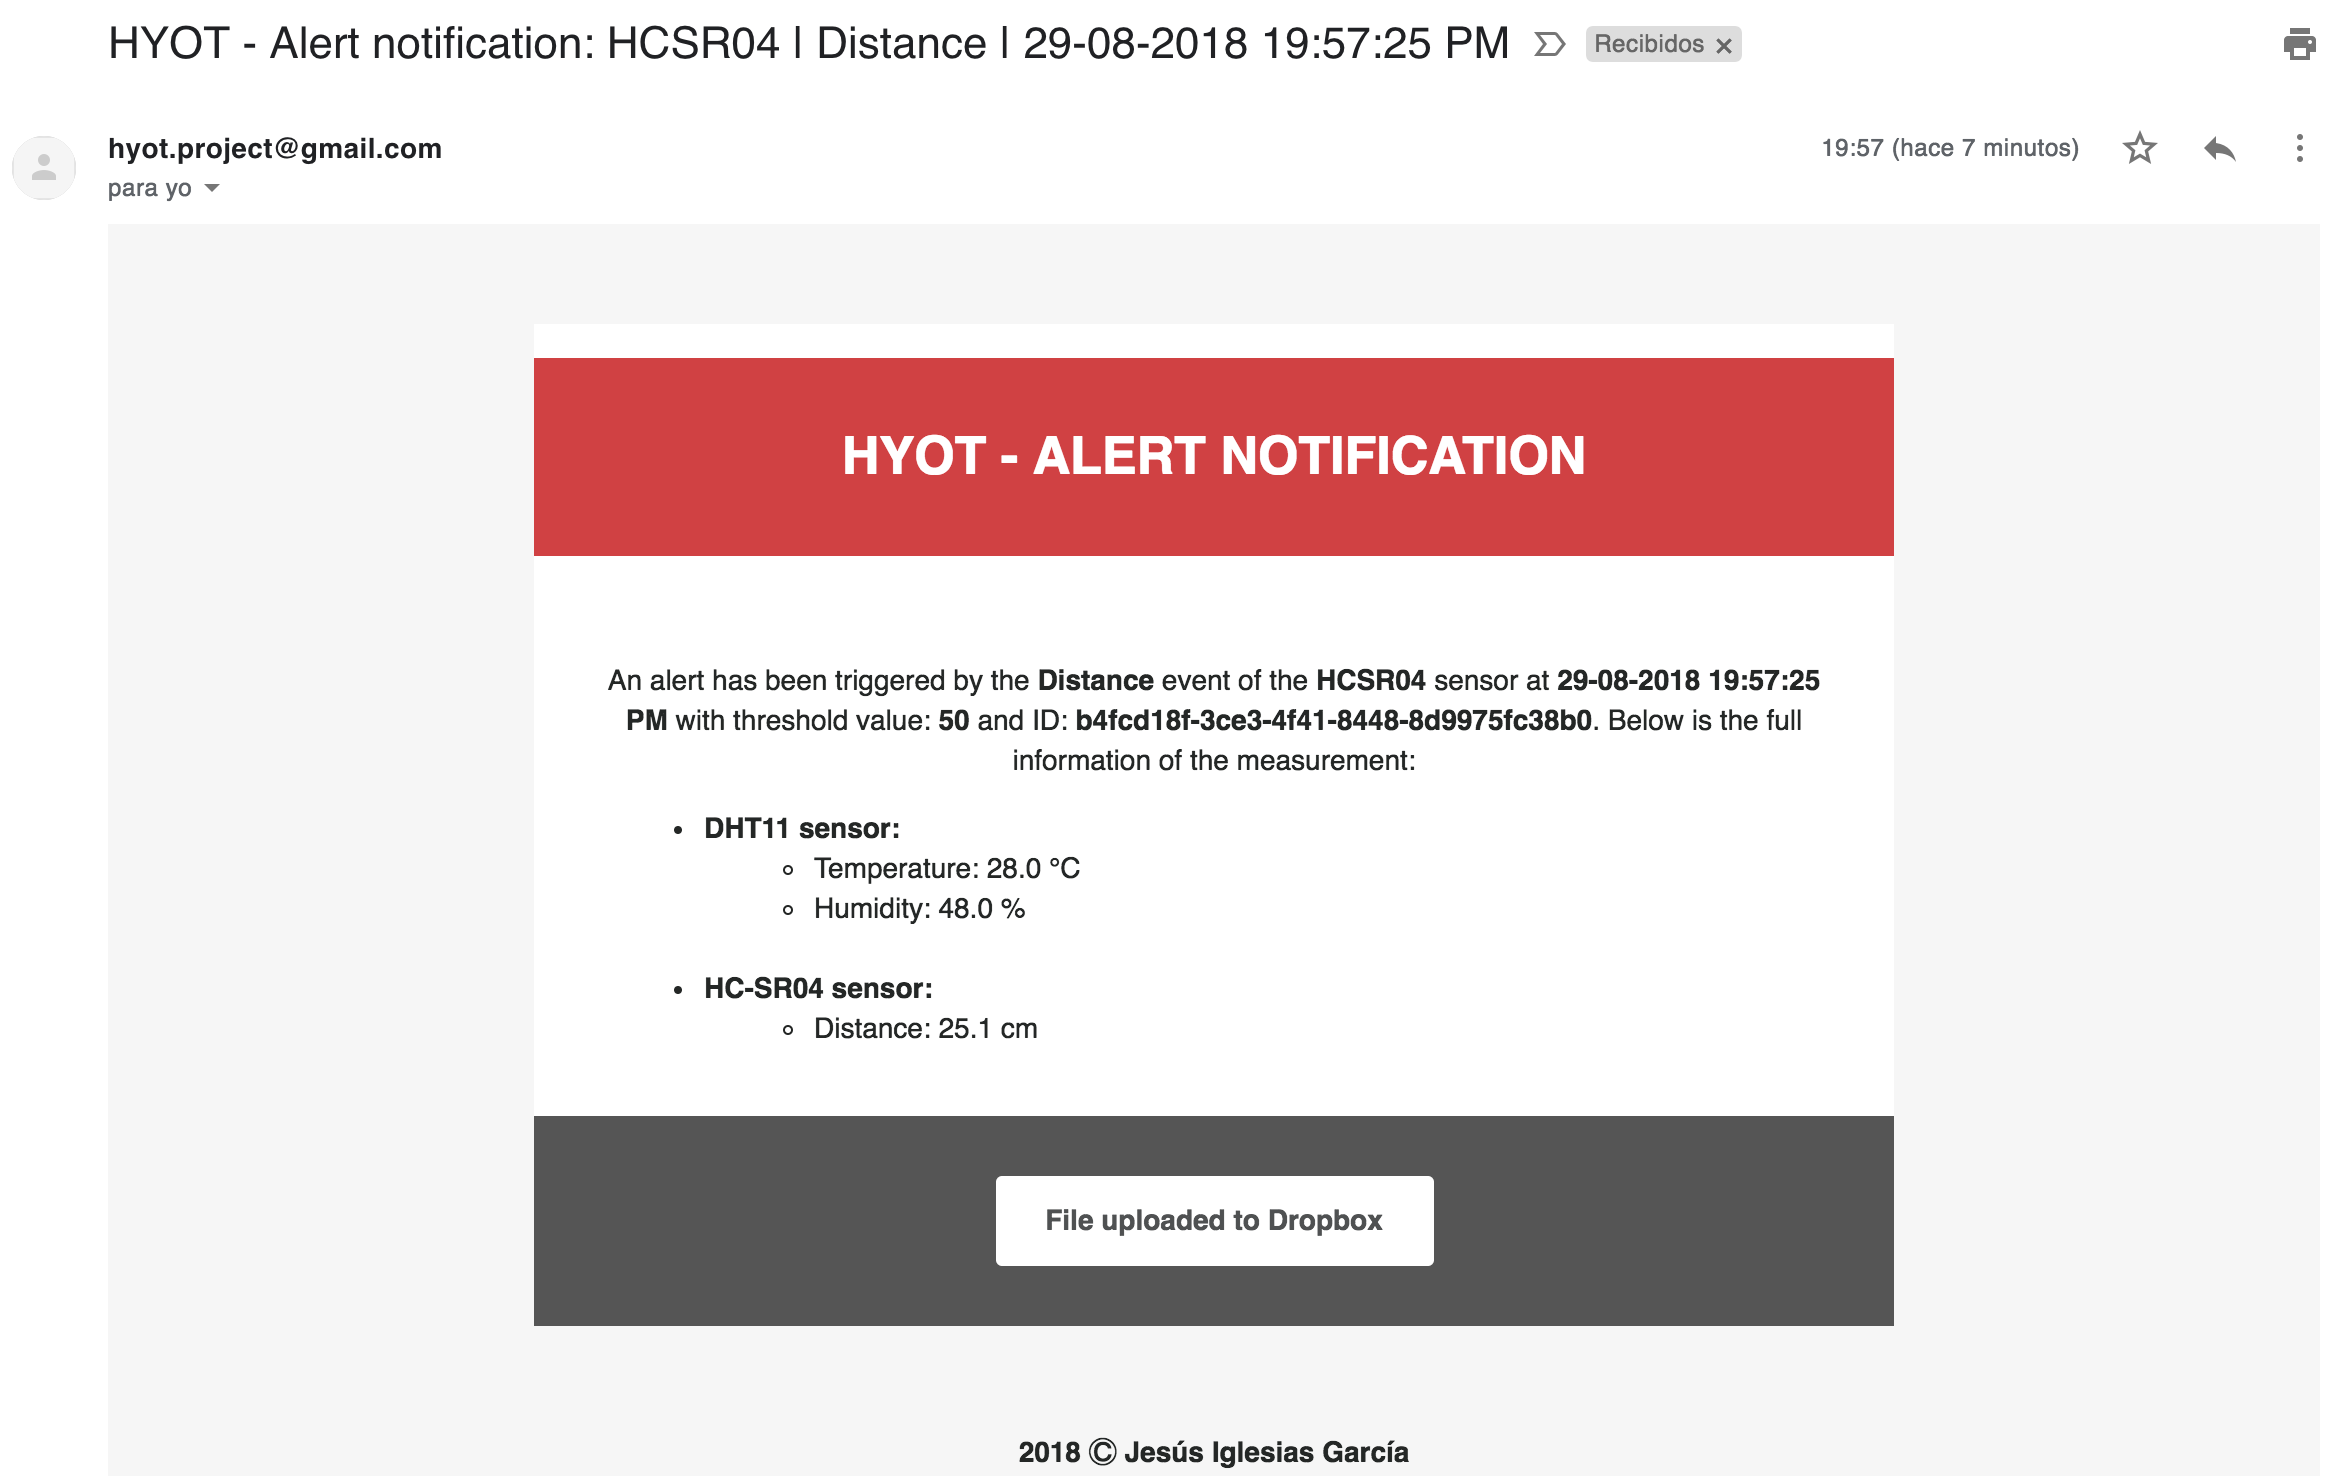 HYOT - Alert notification: HCSR04 | Distance | 29-08-2018 19:57:25 PM Recibidos ×
hyot.project@gmail.com 19:57 (hace 7 minutos)
para yo
HYOT - ALERT NOTIFICATION
An alert has been triggered by the Distance event of the HCSR04 sensor at 29-08-2018 19:57:25
PM with threshold value: 50 and ID: b4fcd18f-3ce3-4f41-8448-8d9975fc38b0. Below is the full
information of the measurement:
• DHT11 sensor:
◦ Temperature: 28.0 °C
◦ Humidity: 48.0 %
• HC-SR04 sensor:
◦ Distance: 25.1 cm
File uploaded to Dropbox
2018 © Jesús Iglesias García